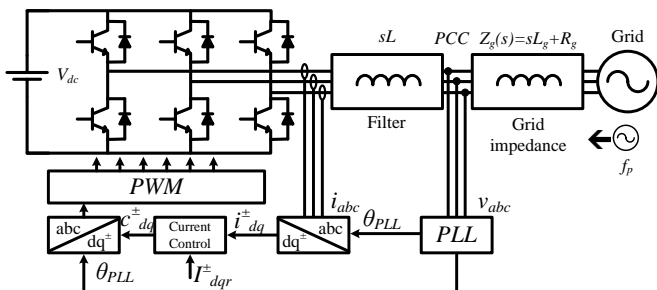 sL
PCC
Z_g(s)=sL_g+R_g
Grid
V_dc
Filter
Grid
impedance
f_p
PWM
i_abc
v_abc
abc
dq^±
c^±_dq
Current
Control
i^±_dq
abc
dq^±
θ_PLL
PLL
θ_PLL
I^±_dqr